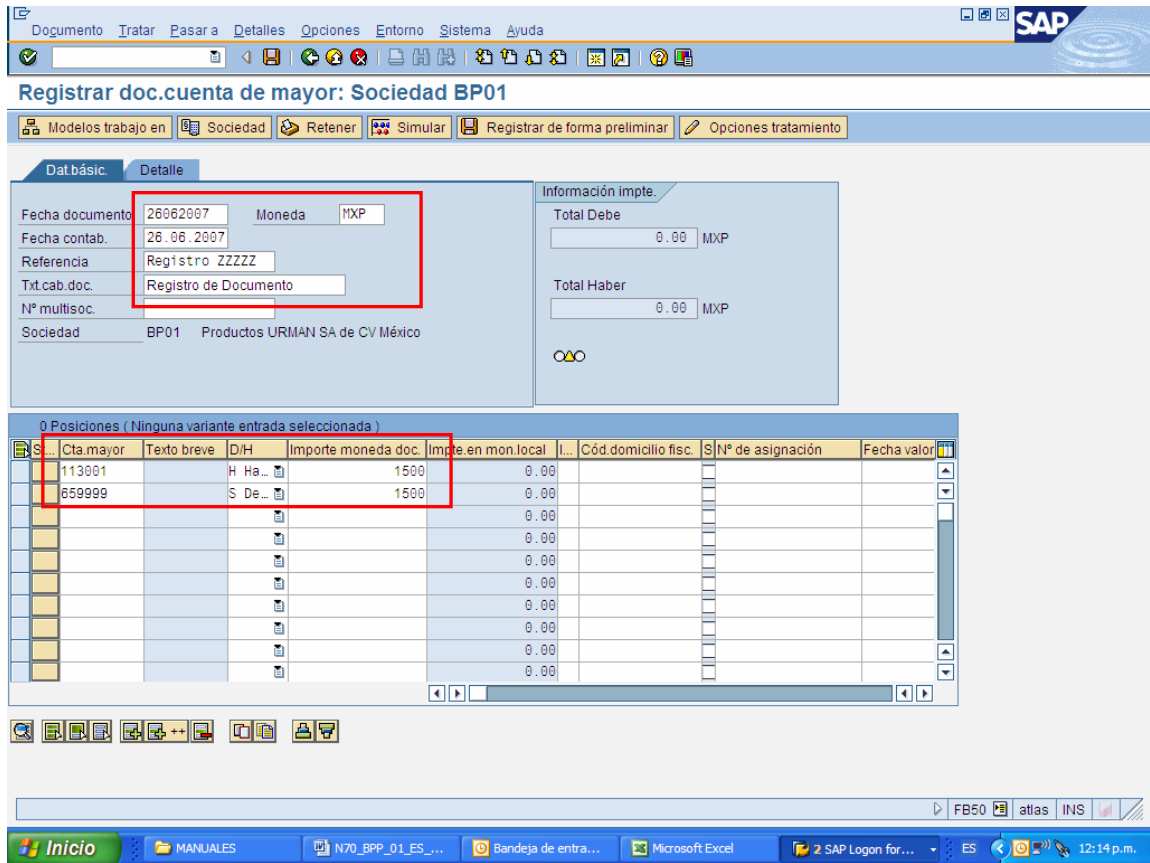 Documento Tratar Pasar a Detalles Opciones Entorno Sistema Ayuda
SAP
Registrar doc.cuenta de mayor: Sociedad BP01
Modelos trabajo en Sociedad Retener Simular Registrar de forma preliminar Opciones tratamiento
Dat.básic. Detalle
Información impte.
Fecha documento 26062007 Moneda MXP
Total Debe
Fecha contab. 26.06.2007
0.00 MXP
Referencia Registro ZZZZZ
Txt.cab.doc. Registro de Documento
Total Haber
Nº multisoc.
0.00 MXP
Sociedad BP01 Productos URMAN SA de CV México
0 Posiciones ( Ninguna variante entrada seleccionada )
S... Cta.mayor Texto breve D/H Importe moneda doc. Impte.en mon.local I... Cód.domicilio fisc. S Nº de asignación Fecha valor
113001 H Ha... 1500 0.00
659999 S De... 1500 0.00
0.00
0.00
0.00
0.00
0.00
0.00
0.00
0.00
FB50 atlas INS
Inicio MANUALES N70_BPP_01_ES_... Bandeja de entra... Microsoft Excel 2 SAP Logon for... ES 12:14 p.m.